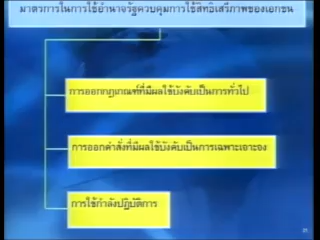 มาตรการในการใช้อำนาจรัฐควบคุมการใช้สิทธิเสรีภาพของเอกชน
การออกกฎเกณฑ์ที่มีผลใช้บังคับเป็นการทั่วไป
การออกคำสั่งที่มีผลใช้บังคับเป็นการเฉพาะเจาะจง
การใช้กำลังปฏิบัติการ